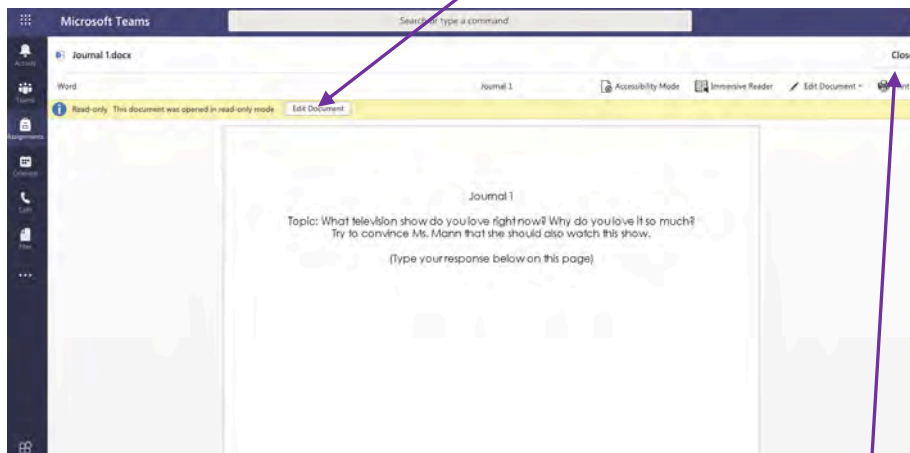 Microsoft Teams
Search or type a command
Activity
Journal 1.docx
Close
Teams
Word
Journal 1
Accessibility Mode
Immersive Reader
Edit Document
Read-only This document was opened in read-only mode
Edit Document
Assignments
Calendar
Calls
Files
Journal 1
Topic: What television show do you love right now? Why do you love it so much?
Try to convince Ms. Mann that she should also watch this show.
(Type your response below on this page)